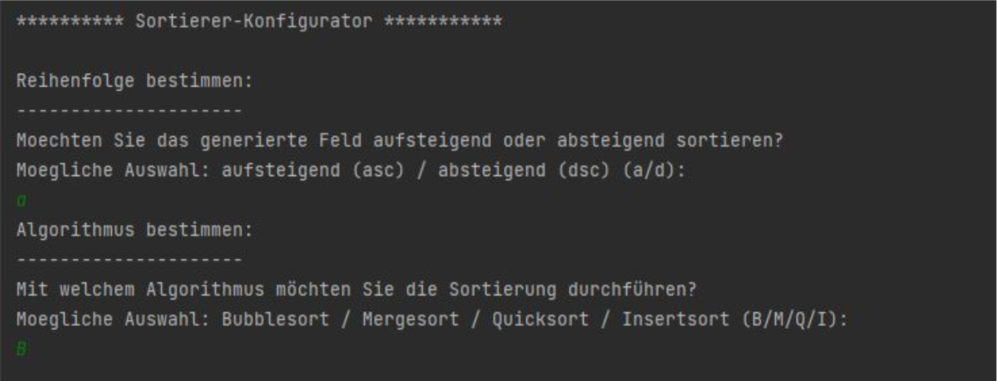 ********** Sortierer-Konfigurator ***********
Reihenfolge bestimmen:
---------------------
Moechten Sie das generierte Feld aufsteigend oder absteigend sortieren?
Moegliche Auswahl: aufsteigend (asc) / absteigend (dsc) (a/d):
a
Algorithmus bestimmen:
---------------------
Mit welchem Algorithmus möchten Sie die Sortierung durchführen?
Moegliche Auswahl: Bubblesort / Mergesort / Quicksort / Insertsort (B/M/Q/I):
B